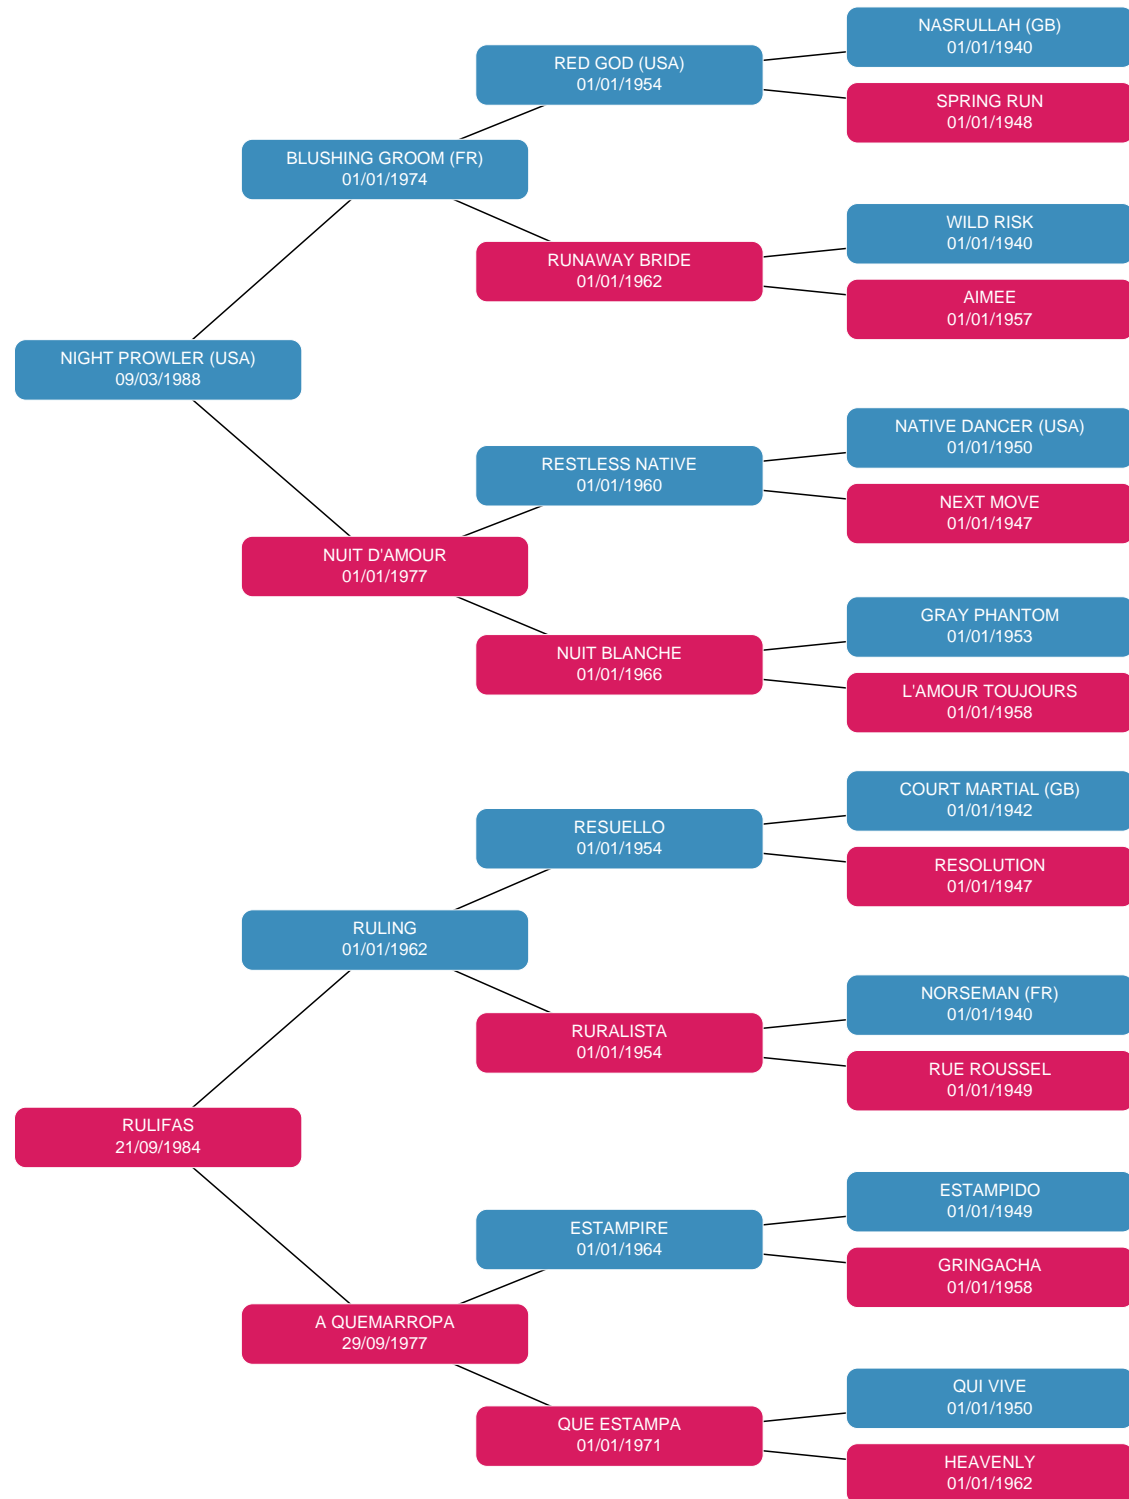 NASRULLAH (GB)
01/01/1940
RED GOD (USA)
01/01/1954
SPRING RUN
01/01/1948
BLUSHING GROOM (FR)
01/01/1974
WILD RISK
01/01/1940
RUNAWAY BRIDE
01/01/1962
AIMEE
01/01/1957
NIGHT PROWLER (USA)
09/03/1988
NATIVE DANCER (USA)
01/01/1950
RESTLESS NATIVE
01/01/1960
NEXT MOVE
01/01/1947
NUIT D'AMOUR
01/01/1977
GRAY PHANTOM
01/01/1953
NUIT BLANCHE
01/01/1966
L'AMOUR TOUJOURS
01/01/1958
COURT MARTIAL (GB)
01/01/1942
RESUELLO
01/01/1954
RESOLUTION
01/01/1947
RULING
01/01/1962
NORSEMAN (FR)
01/01/1940
RURALISTA
01/01/1954
RUE ROUSSEL
01/01/1949
RULIFAS
21/09/1984
ESTAMPIDO
01/01/1949
ESTAMPIRE
01/01/1964
GRINGACHA
01/01/1958
A QUEMARROPA
29/09/1977
QUI VIVE
01/01/1950
QUE ESTAMPA
01/01/1971
HEAVENLY
01/01/1962